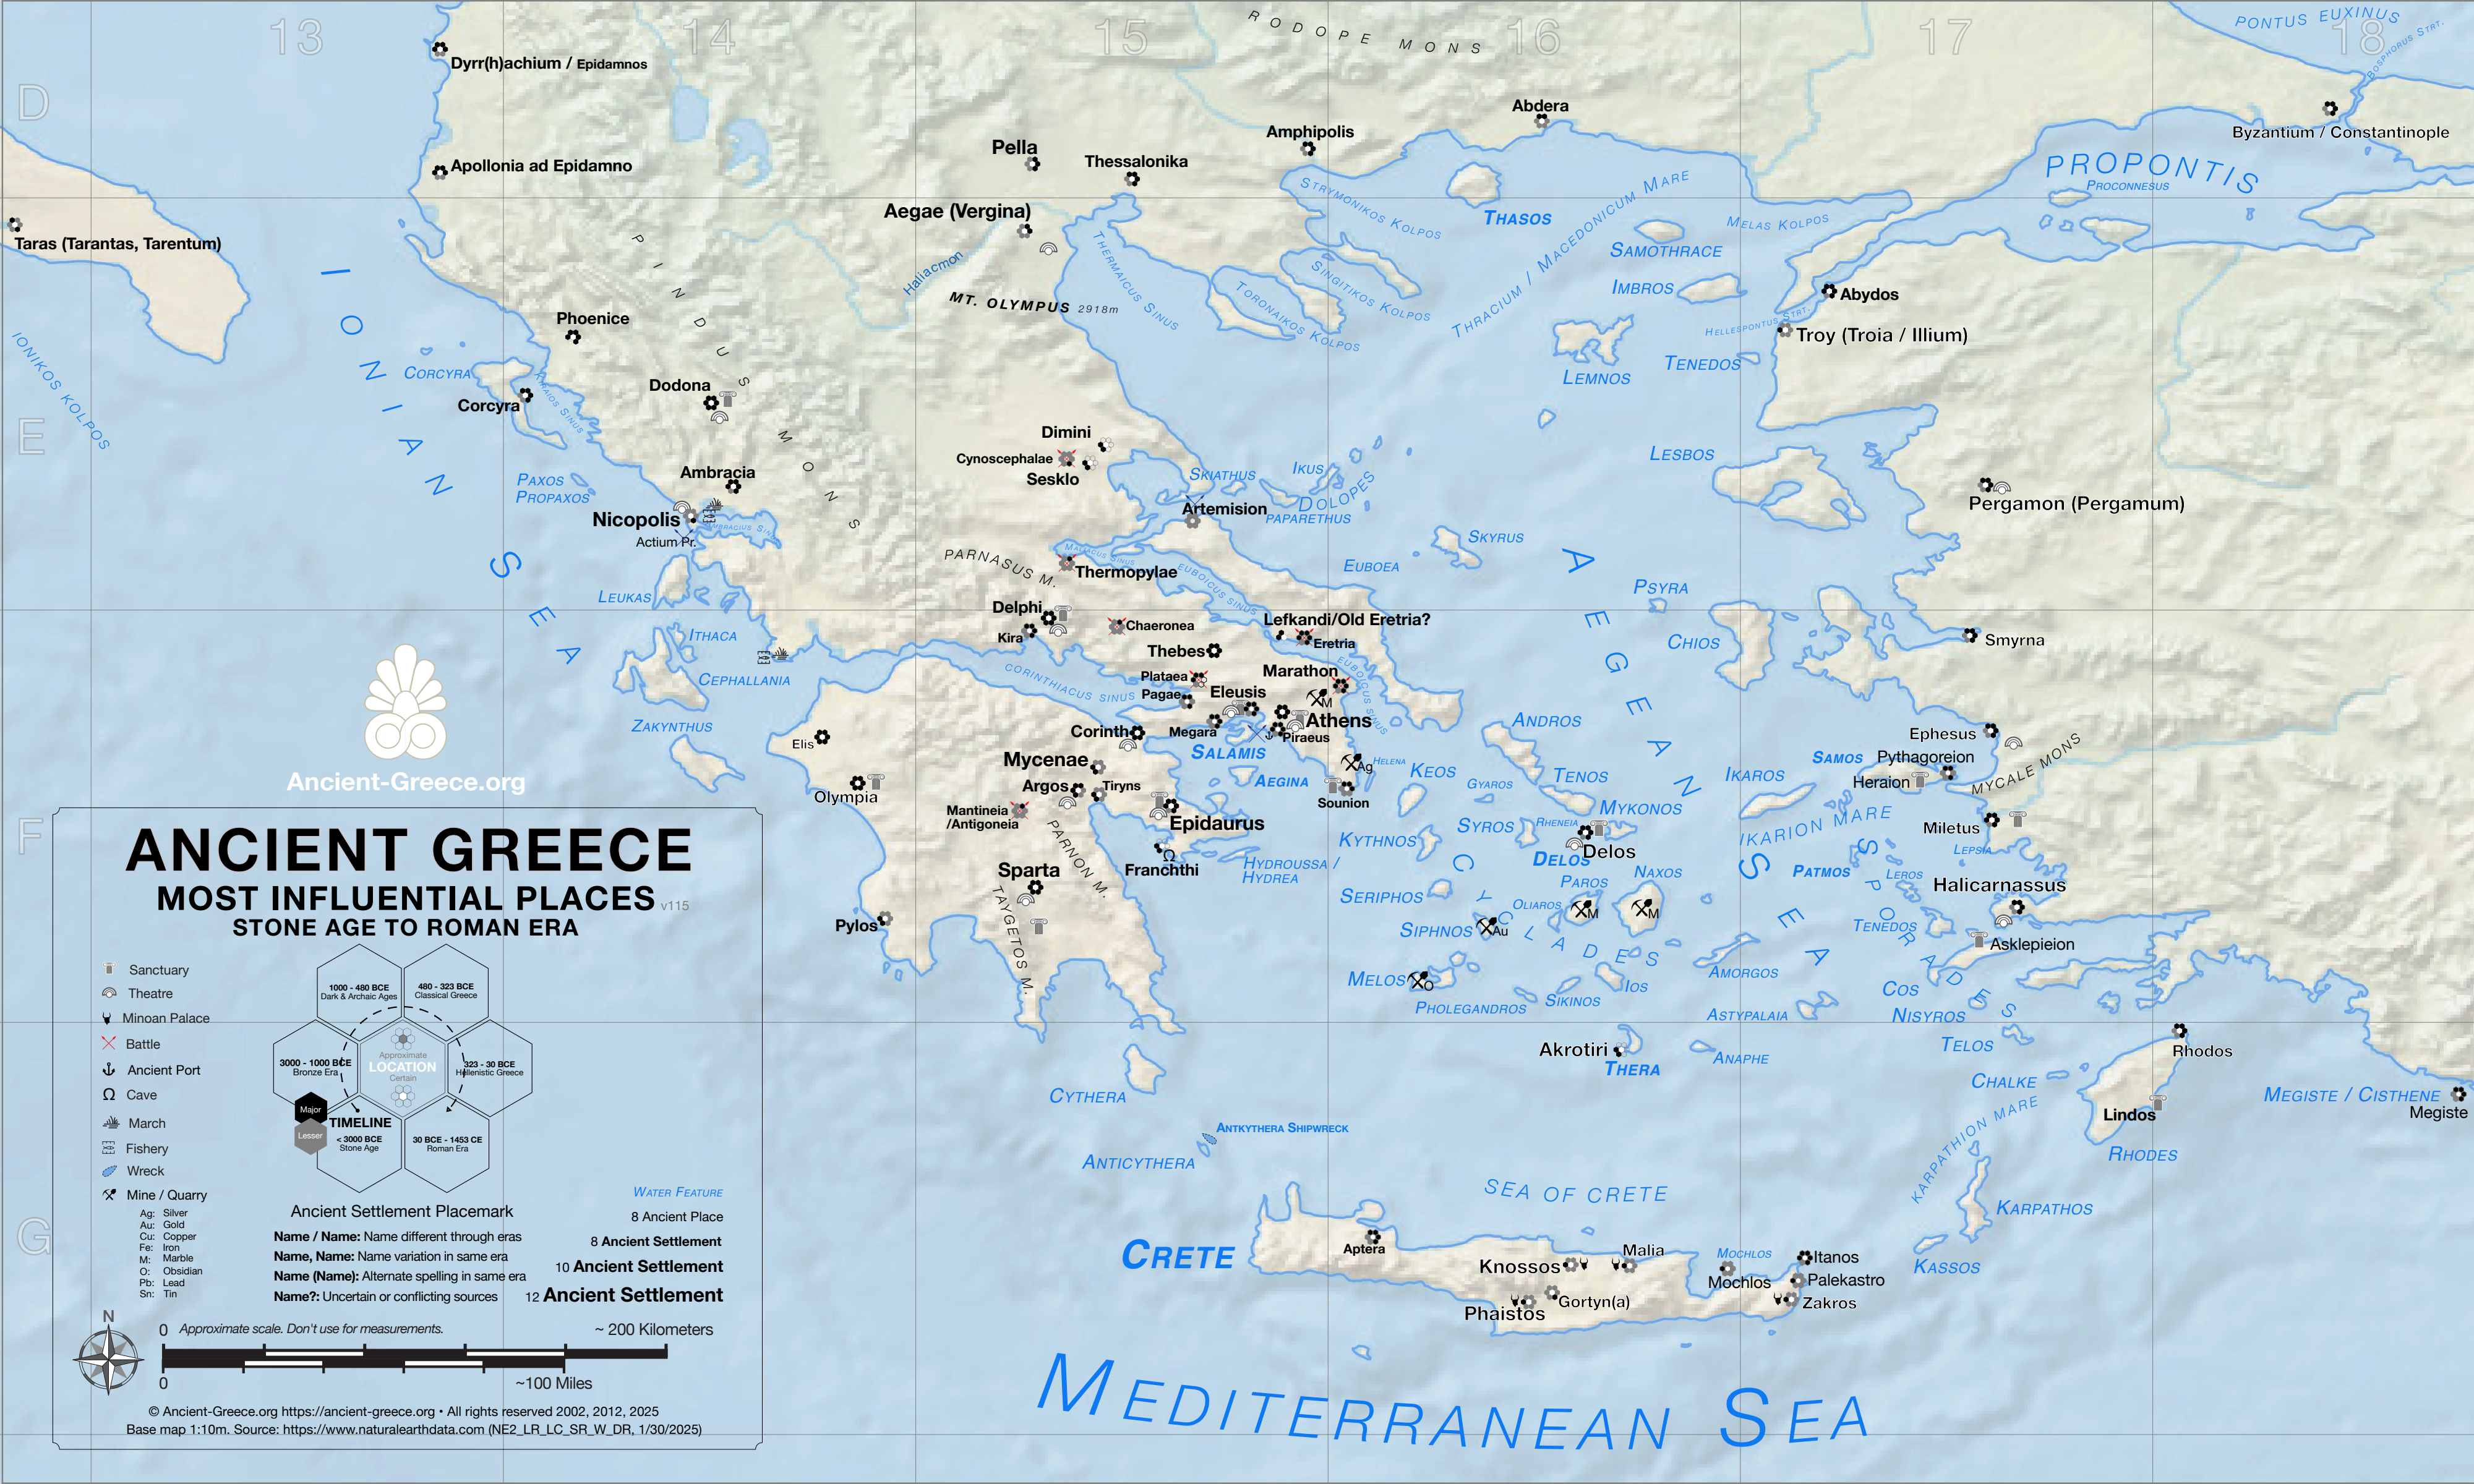 13
14
15
16
17
18
D
E
F
G
RODOPE MONS
PONTUS EUXINUS
BOSPHORUS STRT.
Dyrr(h)achium / Epidamnos
Apollonia ad Epidamno
Taras (Tarantas, Tarentum)
Pella
Thessalonika
Amphipolis
Abdera
Byzantium / Constantinople
PROPONTIS
PROCONNESUS
Aegae (Vergina)
Haliacmon
MT. OLYMPUS 2918m
THERMAICUS SINUS
STRYMONIKOS KOLPOS
SINGITIKOS KOLPOS
TORONAIKOS KOLPOS
THASOS
THRACIUM / MACEDONICUM MARE
MELAS KOLPOS
SAMOTHRACE
IMBROS
Abydos
HELLESPONTUS STRT.
Troy (Troia / Illium)
TENEDOS
LEMNOS
IONIAN SEA
IONIKOS KOLPOS
PINDUS MONS
Phoenice
CORCYRA
Corcyra
Dodona
Ambracia
PAXOS
PROPAXOS
Nicopolis
AMBRACIUS SIN.
Actium Pr.
LEUKAS
ITHACA
CEPHALLANIA
ZAKYNTHUS
Dimini
Cynoscephalae
Sesklo
SKIATHUS
IKUS
DOLOPES
PAPARETHUS
Artemision
MALIACUS SINUS
PARNASUS M.
Thermopylae
EUBOICUS SINUS
EUBOEA
SKYRUS
LESBOS
Pergamon (Pergamum)
AEGEAN SEA
PSYRA
CHIOS
Smyrna
Delphi
Kira
Chaeronea
Lefkandi/Old Eretria?
Eretria
Thebes
Plataea
Pagae
Marathon
EUBOICUS SINUS
M
CORINTHIACUS SINUS
Eleusis
Megara
Athens
Piraeus
SALAMIS
Corinth
Elis
Olympia
Mycenae
Argos
Tiryns
Mantineia
/Antigoneia
AEGINA
Ag
HELENA
Sounion
Epidaurus
Franchthi
HYDROUSSA /
HYDREA
PARNON M.
TAYGETOS M.
Sparta
Pylos
KEOS
GYAROS
ANDROS
TENOS
MYKONOS
SYROS
RHENEIA
DELOS
Delos
KYTHNOS
SERIPHOS
SIPHNOS
Au
CYCLADES
OLIAROS
PAROS
M
NAXOS
M
MELOS
O
PHOLEGANDROS
SIKINOS
IOS
AMORGOS
ASTYPALAIA
ANAPHE
Akrotiri
THERA
Ephesus
SAMOS
Pythagoreion
Heraion
MYCALE MONS
IKAROS
IKARION MARE
Miletus
LEPSIA
PATMOS
LEROS
SPORADES
Halicarnassus
TENEDOS
Asklepieion
COS
NISYROS
TELOS
CHALKE
Rhodos
Lindos
RHODES
MEGISTE / CISTHENE
Megiste
KARPATHION MARE
KARPATHOS
KASSOS
CYTHERA
ANTKYTHERA SHIPWRECK
ANTICYTHERA
SEA OF CRETE
CRETE
Aptera
Knossos
Malia
Phaistos
Gortyn(a)
MOCHLOS
Mochlos
Itanos
Palekastro
Zakros
MEDITERRANEAN SEA
Ancient-Greece.org
ANCIENT GREECE
MOST INFLUENTIAL PLACES v115
STONE AGE TO ROMAN ERA
Sanctuary
Theatre
Minoan Palace
Battle
Ancient Port
Cave
March
Fishery
Wreck
Mine / Quarry
Ag: Silver
Au: Gold
Cu: Copper
Fe: Iron
M: Marble
O: Obsidian
Pb: Lead
Sn: Tin
1000 - 480 BCE
Dark & Archaic Ages
480 - 323 BCE
Classical Greece
3000 - 1000 BCE
Bronze Era
Approximate
LOCATION
Certain
323 - 30 BCE
Hellenistic Greece
Major
Lesser
TIMELINE
< 3000 BCE
Stone Age
30 BCE - 1453 CE
Roman Era
Ancient Settlement Placemark
Name / Name: Name different through eras
Name, Name: Name variation in same era
Name (Name): Alternate spelling in same era
Name?: Uncertain or conflicting sources
WATER FEATURE
8 Ancient Place
8 Ancient Settlement
10 Ancient Settlement
12 Ancient Settlement
N
0 Approximate scale. Don't use for measurements. ~ 200 Kilometers
0 ~100 Miles
© Ancient-Greece.org https://ancient-greece.org • All rights reserved 2002, 2012, 2025
Base map 1:10m. Source: https://www.naturalearthdata.com (NE2_LR_LC_SR_W_DR, 1/30/2025)